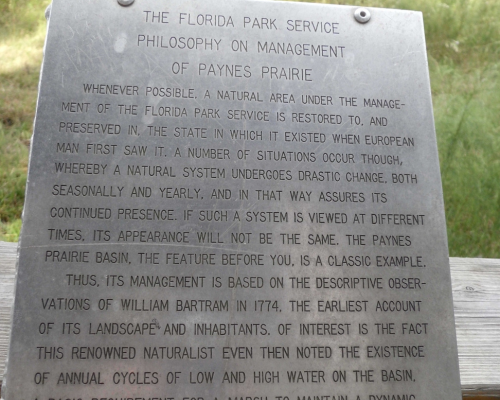 THE FLORIDA PARK SERVICE
PHILOSOPHY ON MANAGEMENT
OF PAYNES PRAIRIE
WHENEVER POSSIBLE, A NATURAL AREA UNDER THE MANAGE-
MENT OF THE FLORIDA PARK SERVICE IS RESTORED TO, AND
PRESERVED IN, THE STATE IN WHICH IT EXISTED WHEN EUROPEAN
MAN FIRST SAW IT. A NUMBER OF SITUATIONS OCCUR THOUGH,
WHEREBY A NATURAL SYSTEM UNDERGOES DRASTIC CHANGE, BOTH
SEASONALLY AND YEARLY, AND IN THAT WAY ASSURES ITS
CONTINUED PRESENCE. IF SUCH A SYSTEM IS VIEWED AT DIFFERENT
TIMES, ITS APPEARANCE WILL NOT BE THE SAME. THE PAYNES
PRAIRIE BASIN, THE FEATURE BEFORE YOU, IS A CLASSIC EXAMPLE.
THUS, ITS MANAGEMENT IS BASED ON THE DESCRIPTIVE OBSER-
VATIONS OF WILLIAM BARTRAM IN 1774, THE EARLIEST ACCOUNT
OF ITS LANDSCAPE AND INHABITANTS. OF INTEREST IS THE FACT
THIS RENOWNED NATURALIST EVEN THEN NOTED THE EXISTENCE
OF ANNUAL CYCLES OF LOW AND HIGH WATER ON THE BASIN.
A BASIC REQUIREMENT FOR A MARSH TO MAINTAIN A DYNAMIC